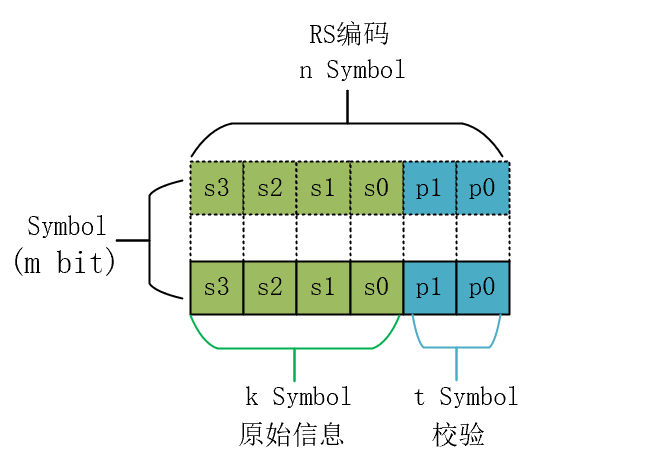 RS编码
n Symbol
s3 s2 s1 s0 p1 p0
Symbol
(m bit)
s3 s2 s1 s0 p1 p0
k Symbol t Symbol
原始信息 校验